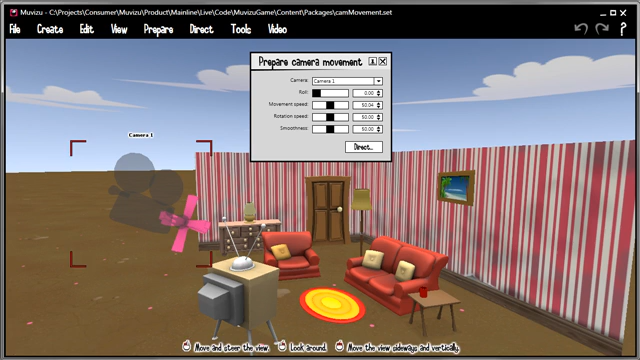 Muvizu - C:\Projects\Consumer\Muvizu\Product\Mainline\Live\Code\MuvizuGame\Content\Packages\camMovement.set
File Create Edit View Prepare Direct Tools Video
?
Prepare camera movement
Camera: Camera 1
Roll: 0.00
Movement speed: 50.04
Rotation speed: 50.00
Smoothness: 50.00
Direct...
Camera 1
Move and steer the view. Look around. Move the view sideways and vertically.